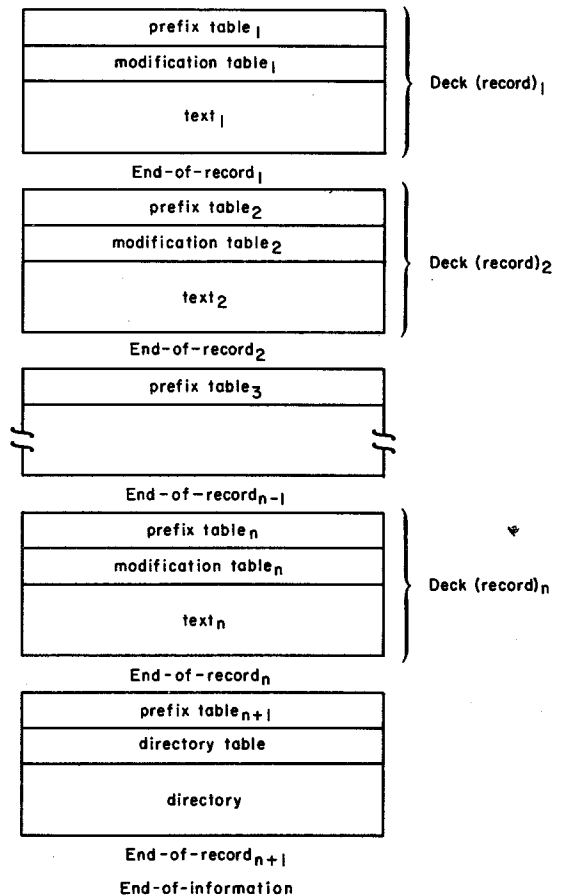 prefix table₁
modification table₁
Deck (record)₁
text₁
End-of-record₁
prefix table₂
modification table₂
Deck (record)₂
text₂
End-of-record₂
prefix table₃
End-of-recordₙ₋₁
prefix tableₙ
modification tableₙ
Deck (record)ₙ
textₙ
End-of-recordₙ
prefix tableₙ₊₁
directory table
directory
End-of-recordₙ₊₁
End-of-information